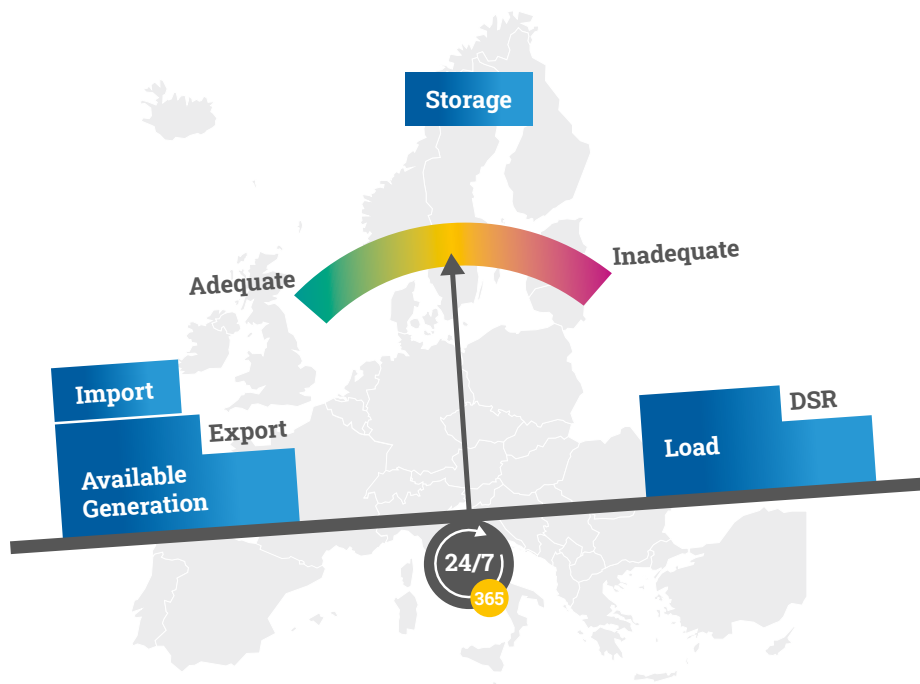 Storage
Adequate
Inadequate
Import
Export
Available
Generation
DSR
Load
24/7
365